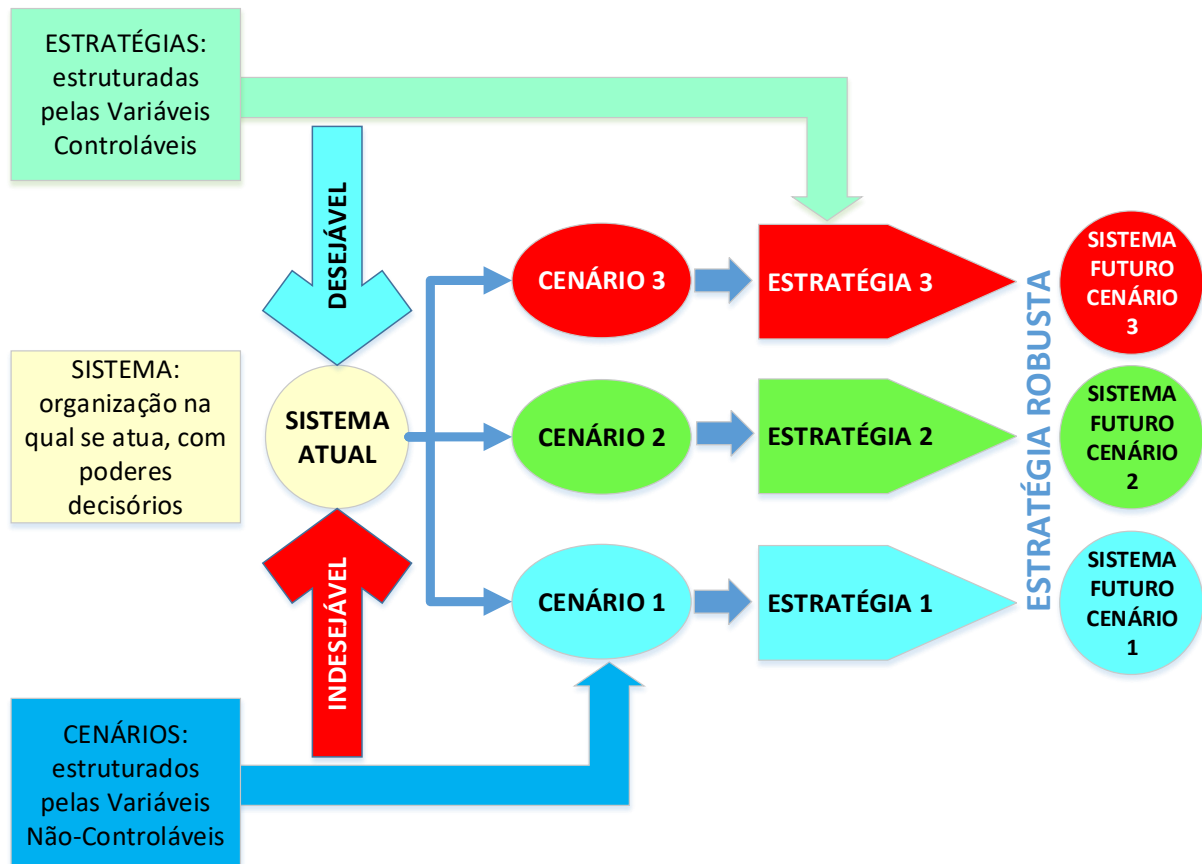 ESTRATÉGIAS:
estruturadas
pelas Variáveis
Controláveis
DESEJÁVEL
SISTEMA:
organização na
qual se atua, com
poderes
decisórios
SISTEMA
ATUAL
INDESEJÁVEL
CENÁRIOS:
estruturados
pelas Variáveis
Não-Controláveis
CENÁRIO 3
ESTRATÉGIA 3
CENÁRIO 2
ESTRATÉGIA 2
CENÁRIO 1
ESTRATÉGIA 1
ESTRATÉGIA ROBUSTA
SISTEMA
FUTURO
CENÁRIO
3
SISTEMA
FUTURO
CENÁRIO
2
SISTEMA
FUTURO
CENÁRIO
1